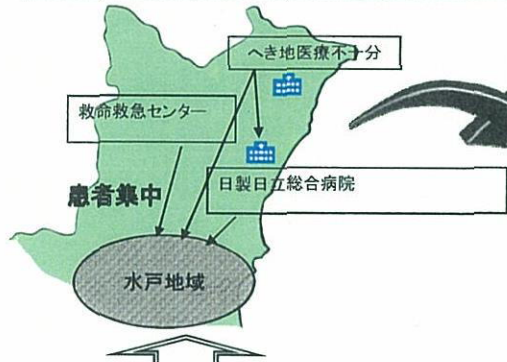 へき地医療不十分
救命救急センター
日製日立総合病院
患者集中
水戸地域